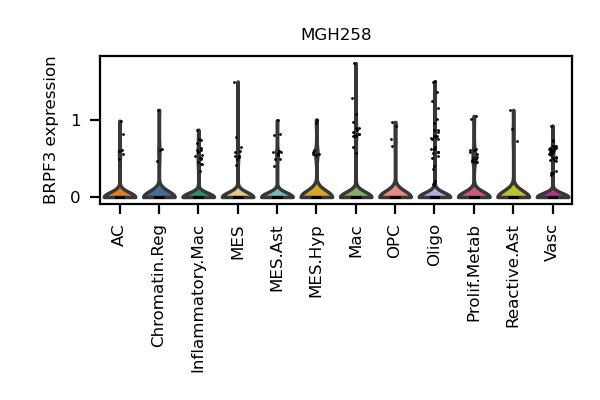 MGH258
BRPF3 expression
1
0
AC
Chromatin.Reg
Inflammatory.Mac
MES
MES.Ast
MES.Hyp
Mac
OPC
Oligo
Prolif.Metab
Reactive.Ast
Vasc